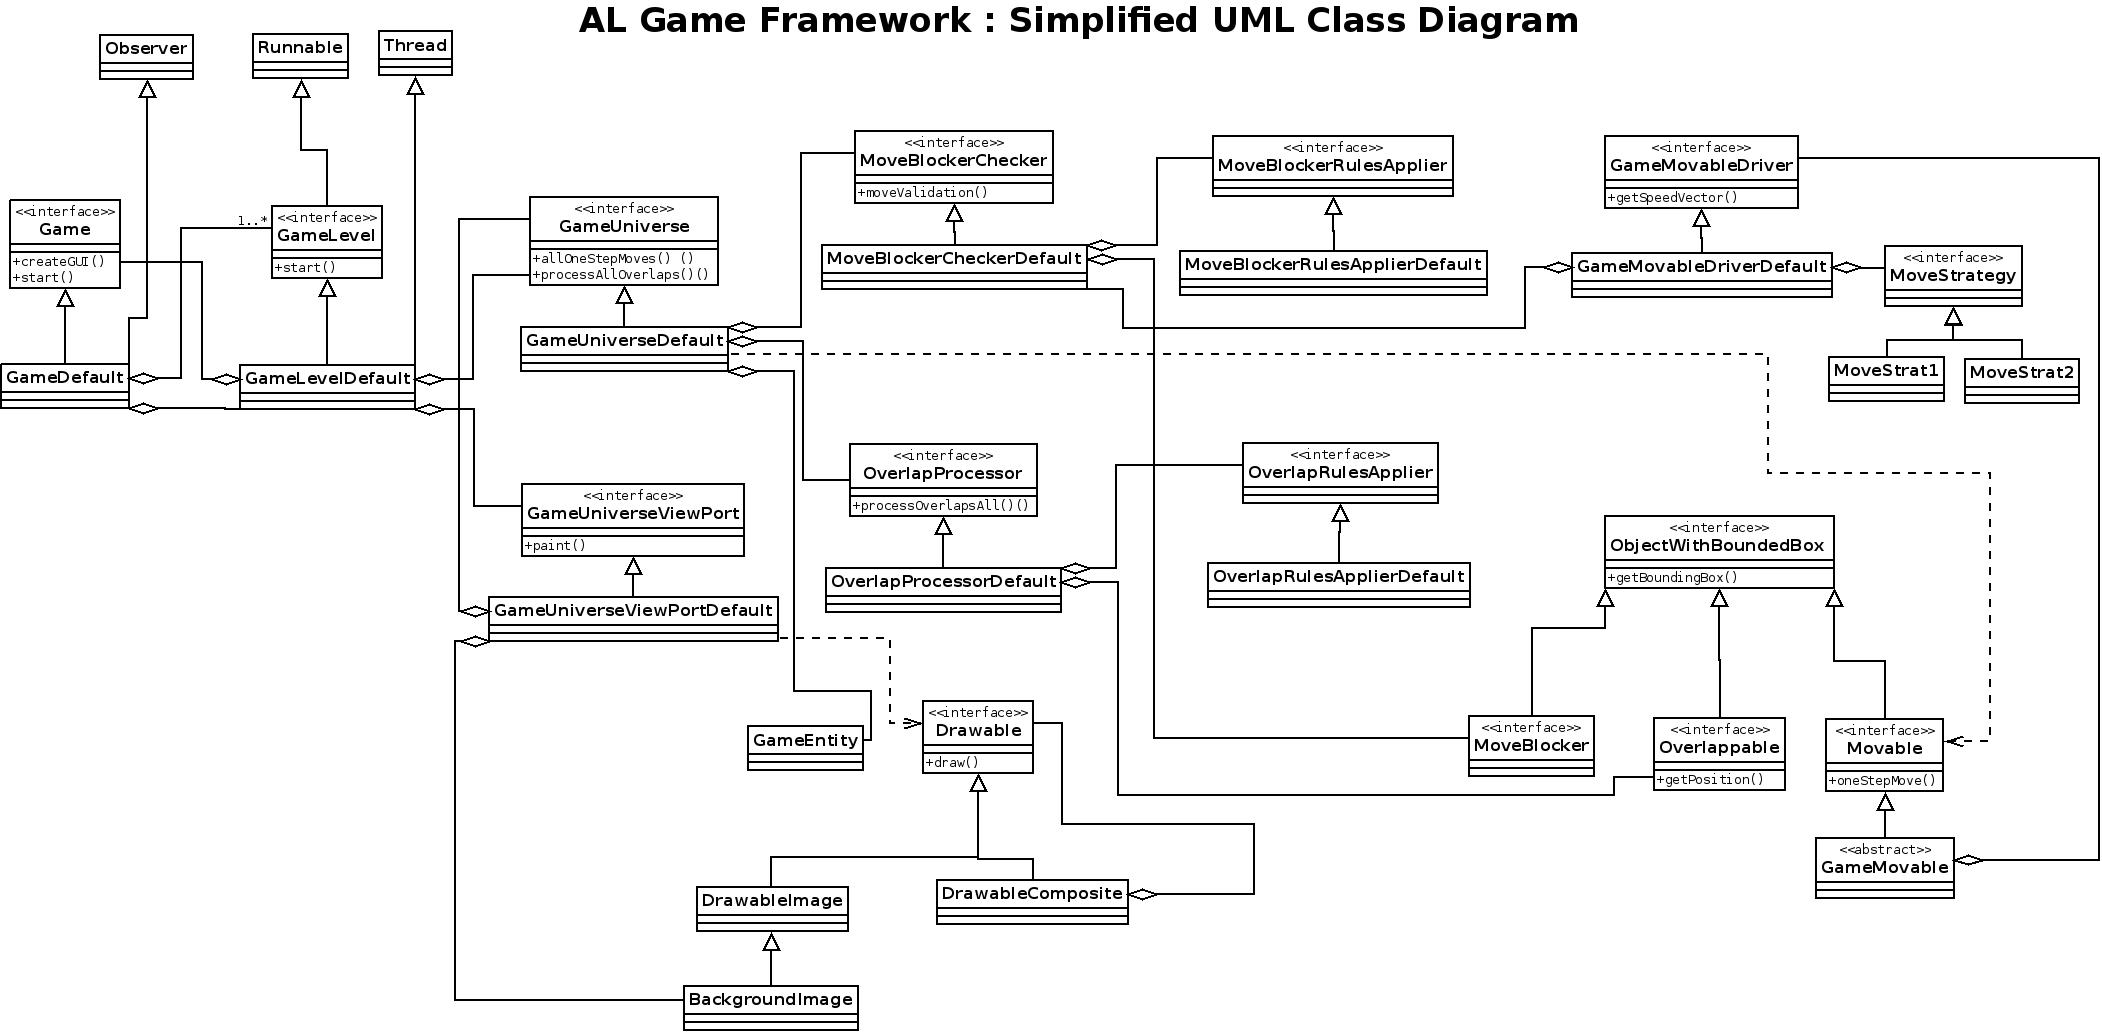 AL Game Framework : Simplified UML Class Diagram
Observer
Runnable
Thread
<<interface>>
Game
+createGUI()
+start()
1..*
<<interface>>
GameLevel
+start()
<<interface>>
GameUniverse
+allOneStepMoves() ()
+processAllOverlaps()()
<<interface>>
MoveBlockerChecker
+moveValidation()
<<interface>>
MoveBlockerRulesApplier
<<interface>>
GameMovableDriver
+getSpeedVector()
MoveBlockerCheckerDefault
MoveBlockerRulesApplierDefault
GameMovableDriverDefault
<<interface>>
MoveStrategy
GameDefault
GameLevelDefault
GameUniverseDefault
MoveStrat1
MoveStrat2
<<interface>>
GameUniverseViewPort
+paint()
<<interface>>
OverlapProcessor
+processOverlapsAll()()
<<interface>>
OverlapRulesApplier
<<interface>>
ObjectWithBoundedBox
+getBoundingBox()
GameUniverseViewPortDefault
OverlapProcessorDefault
OverlapRulesApplierDefault
GameEntity
<<interface>>
Drawable
+draw()
<<interface>>
MoveBlocker
<<interface>>
Overlappable
+getPosition()
<<interface>>
Movable
+oneStepMove()
DrawableImage
DrawableComposite
<<abstract>>
GameMovable
BackgroundImage